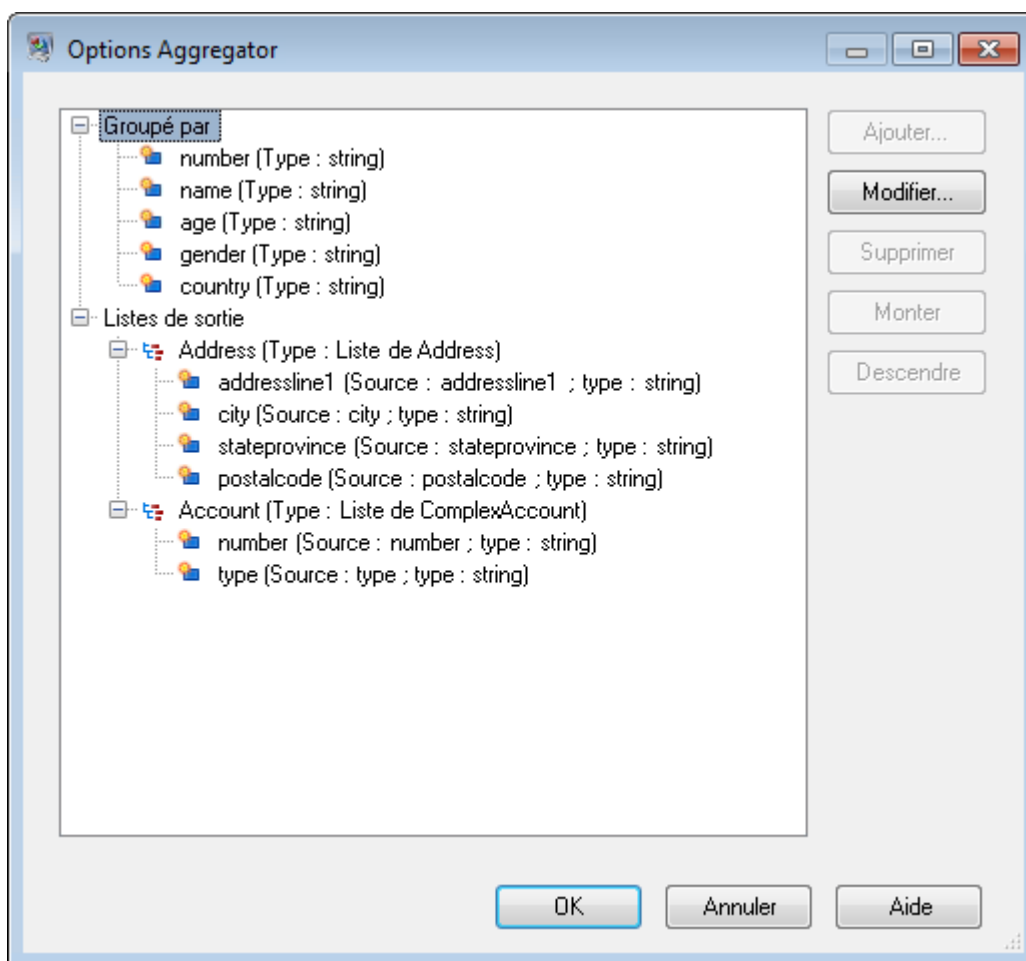 Options Aggregator
Groupé par
number (Type : string)
name (Type : string)
age (Type : string)
gender (Type : string)
country (Type : string)
Listes de sortie
Address (Type : Liste de Address)
addressline1 (Source : addressline1 ; type : string)
city (Source : city ; type : string)
stateprovince (Source : stateprovince ; type : string)
postalcode (Source : postalcode ; type : string)
Account (Type : Liste de ComplexAccount)
number (Source : number ; type : string)
type (Source : type ; type : string)
Ajouter...
Modifier...
Supprimer
Monter
Descendre
OK
Annuler
Aide